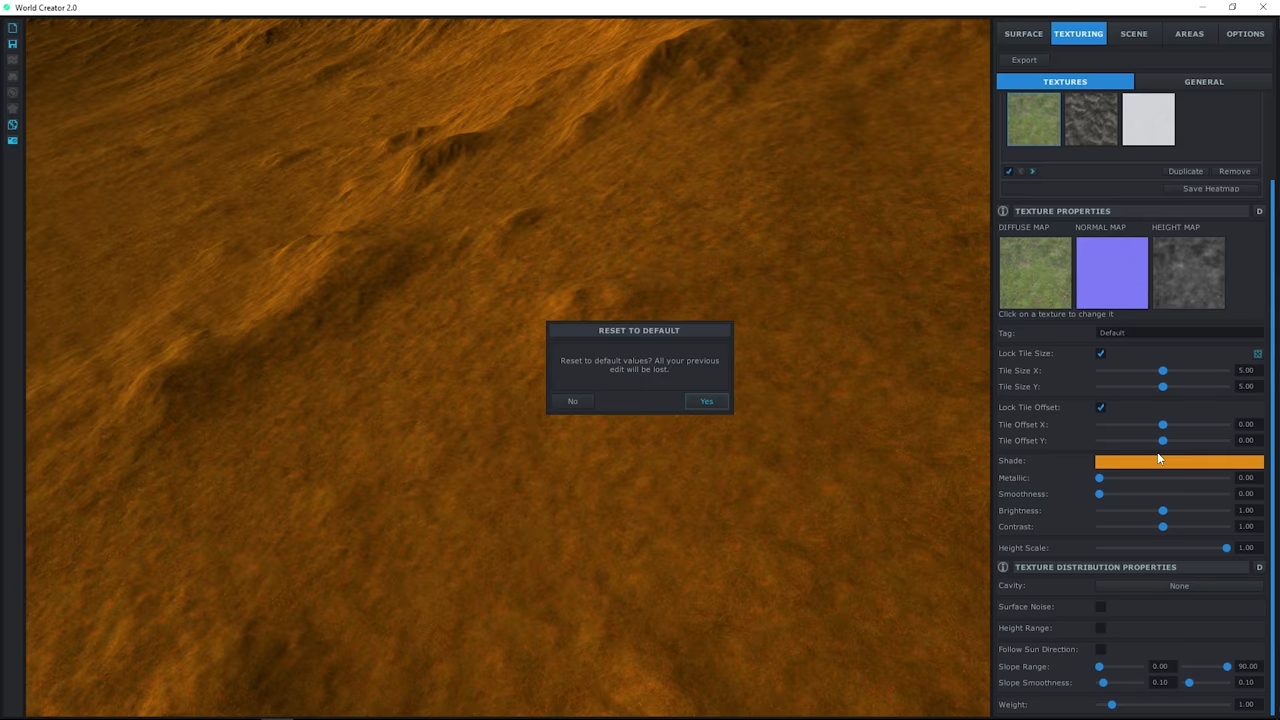 World Creator 2.0
SURFACE TEXTURING SCENE AREAS OPTIONS
Export
TEXTURES GENERAL
Duplicate Remove
Save Heatmap
TEXTURE PROPERTIES D
DIFFUSE MAP NORMAL MAP HEIGHT MAP
Click on a texture to change it
Tag: Default
Lock Tile Size:
Tile Size X: 5.00
Tile Size Y: 5.00
Lock Tile Offset:
Tile Offset X: 0.00
Tile Offset Y: 0.00
Shade:
Metallic: 0.00
Smoothness: 0.00
Brightness: 1.00
Contrast: 1.00
Height Scale: 1.00
TEXTURE DISTRIBUTION PROPERTIES D
Cavity: None
Surface Noise:
Height Range:
Follow Sun Direction:
Slope Range: 0.00 90.00
Slope Smoothness: 0.10 0.10
Weight: 1.00
RESET TO DEFAULT
Reset to default values? All your previous
edit will be lost.
No Yes